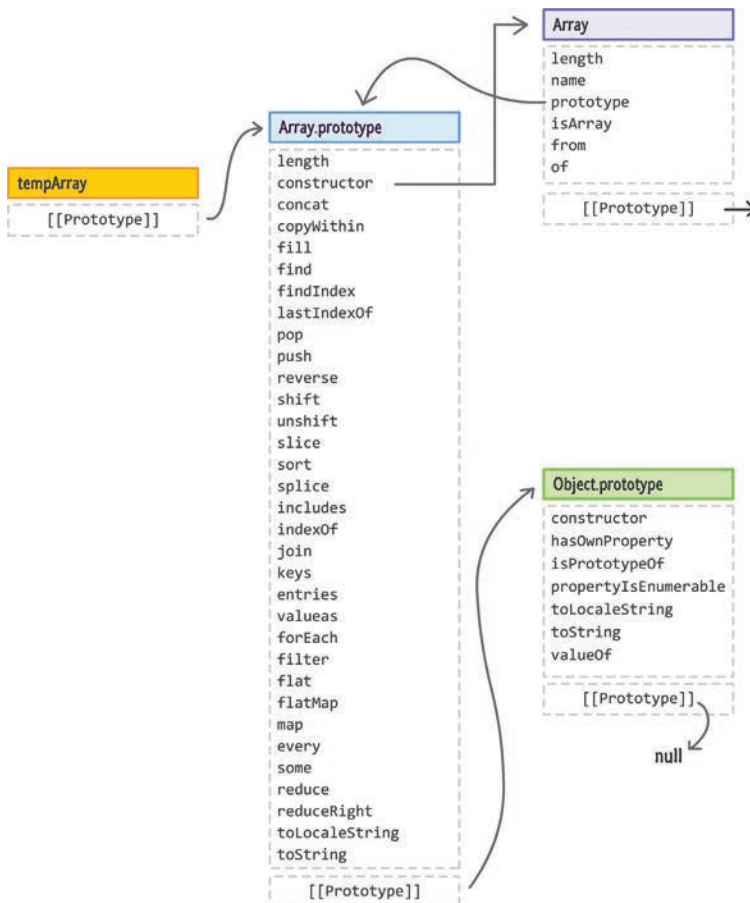 tempArray
[[Prototype]]
Array.prototype
length
constructor
concat
copyWithin
fill
find
findIndex
lastIndexOf
pop
push
reverse
shift
unshift
slice
sort
splice
includes
indexOf
join
keys
entries
valueas
forEach
filter
flat
flatMap
map
every
some
reduce
reduceRight
toLocaleString
toString
[[Prototype]]
Array
length
name
prototype
isArray
from
of
[[Prototype]]
Object.prototype
constructor
hasOwnProperty
isPrototypeOf
propertyIsEnumerable
toLocaleString
toString
valueOf
[[Prototype]]
null